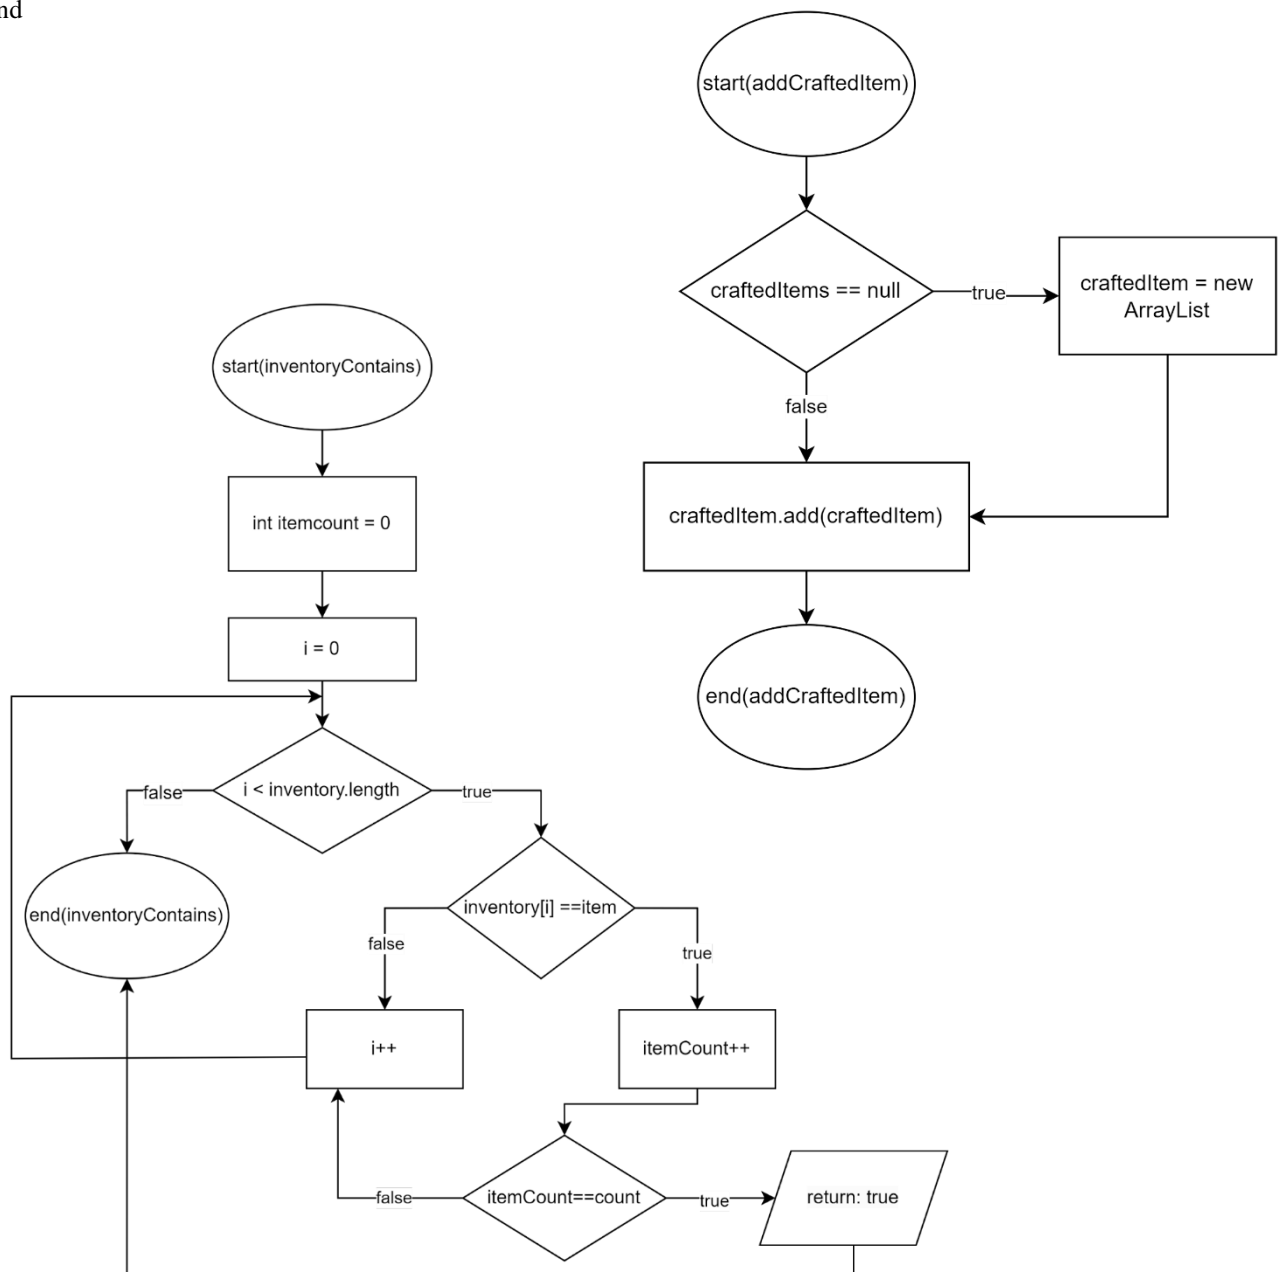 nd
start(addCraftedItem)
craftedItems == null
true
craftedItem = new
ArrayList
false
craftedItem.add(craftedItem)
end(addCraftedItem)
start(inventoryContains)
int itemcount = 0
i = 0
i < inventory.length
false
true
end(inventoryContains)
inventory[i] ==item
false
true
i++
itemCount++
itemCount==count
false
true
return: true